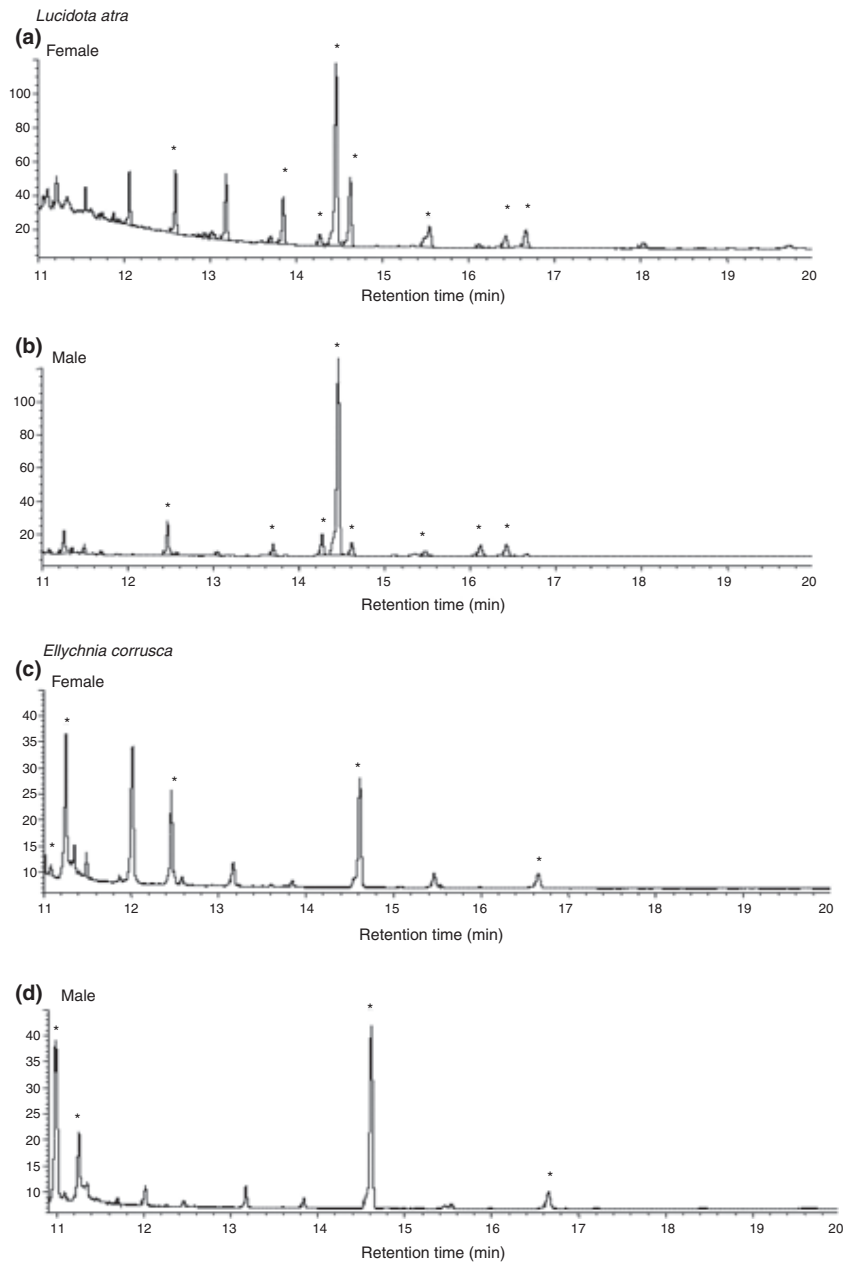 Lucidota atra
(a) Female
*
100
80
60
40
20
* * * * * * * *
11 12 13 14 15 16 17 18 19 20
Retention time (min)
(b) Male
*
100
80
60
40
20
* * * * * * *
11 12 13 14 15 16 17 18 19 20
Retention time (min)
Ellychnia corrusca
(c) Female
40
35
30
25
20
15
10
* * * * *
11 12 13 14 15 16 17 18 19 20
Retention time (min)
(d) Male
40
35
30
25
20
15
10
* * * *
11 12 13 14 15 16 17 18 19 20
Retention time (min)